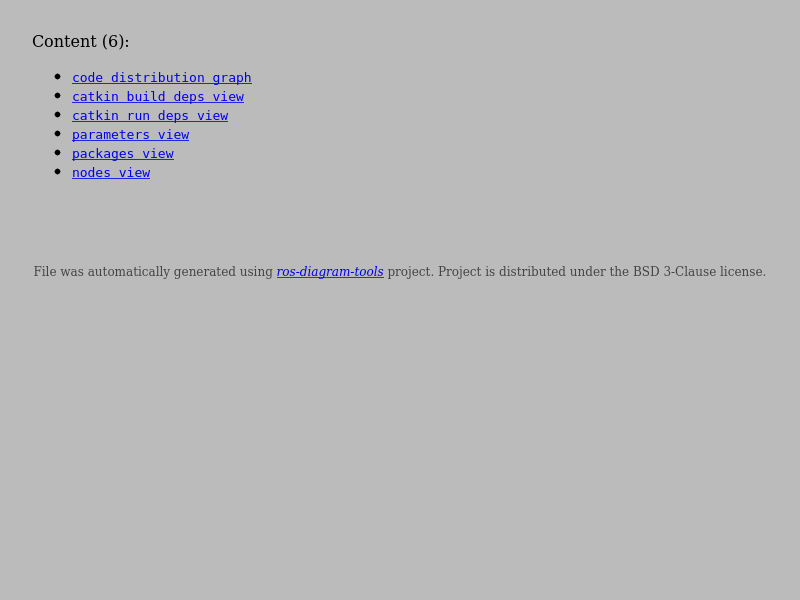 Content (6):
code distribution graph
catkin build deps view
catkin run deps view
parameters view
packages view
nodes view
File was automatically generated using ros-diagram-tools project. Project is distributed under the BSD 3-Clause license.